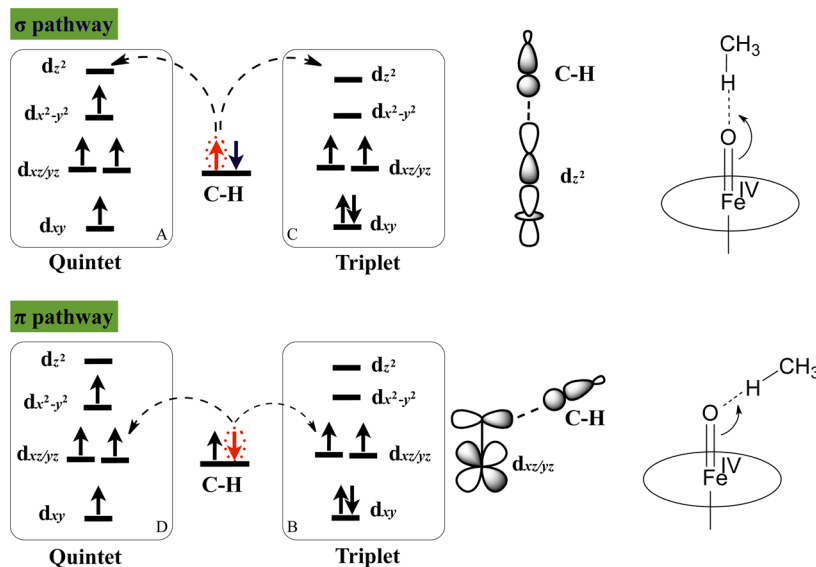 σ pathway
dz²
dx²-y²
dxz/yz
dxy
A
Quintet
C-H
dz²
dx²-y²
dxz/yz
dxy
C
Triplet
C-H
dz²
CH₃
H
O
Fe^IV
π pathway
dz²
dx²-y²
dxz/yz
dxy
D
Quintet
C-H
dz²
dx²-y²
dxz/yz
dxy
B
Triplet
C-H
dxz/yz
CH₃
H
O
Fe^IV